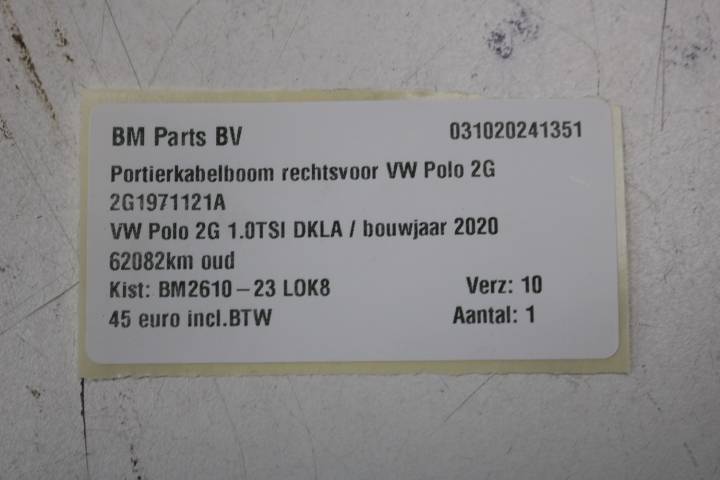 BM Parts BV 031020241351
Portierkabelboom rechtsvoor VW Polo 2G
2G1971121A
VW Polo 2G 1.0TSI DKLA / bouwjaar 2020
62082km oud
Kist: BM2610-23 LOK8 Verz: 10
45 euro incl.BTW Aantal: 1